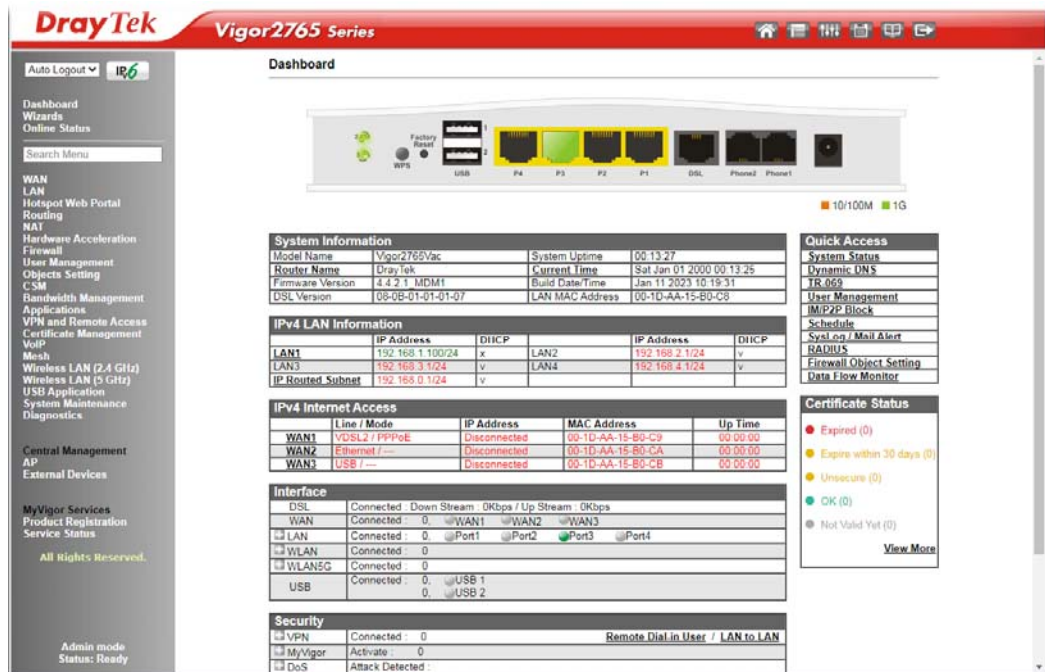 DrayTek
Vigor2765 Series
Auto Logout
IPv6
Dashboard
Wizards
Online Status
Search Menu
WAN
LAN
Hotspot Web Portal
Routing
NAT
Hardware Acceleration
Firewall
User Management
Objects Setting
CSM
Bandwidth Management
Applications
VPN and Remote Access
Certificate Management
VoIP
Mesh
Wireless LAN (2.4 GHz)
Wireless LAN (5 GHz)
USB Application
System Maintenance
Diagnostics
Central Management
AP
External Devices
MyVigor Services
Product Registration
Service Status
All Rights Reserved.
Admin mode
Status: Ready
Dashboard
Factory Reset
WPS
1
2
USB P4 P3 P2 P1 DSL Phone2 Phone1
10/100M 1G
System Information
Model Name Vigor2765Vac System Uptime 00:13:27
Router Name DrayTek Current Time Sat Jan 01 2000 00:13:25
Firmware Version 4.4.2.1_MDM1 Build Date/Time Jan 11 2023 10:19:31
DSL Version 08-0B-01-01-01-07 LAN MAC Address 00-1D-AA-15-B0-C8
IPv4 LAN Information
IP Address DHCP IP Address DHCP
LAN1 192.168.1.100/24 x LAN2 192.168.2.1/24 v
LAN3 192.168.3.1/24 v LAN4 192.168.4.1/24 v
IP Routed Subnet 192.168.0.1/24 v
IPv4 Internet Access
Line / Mode IP Address MAC Address Up Time
WAN1 VDSL2 / PPPoE Disconnected 00-1D-AA-15-B0-C9 00:00:00
WAN2 Ethernet / --- Disconnected 00-1D-AA-15-B0-CA 00:00:00
WAN3 USB / --- Disconnected 00-1D-AA-15-B0-CB 00:00:00
Interface
DSL Connected : Down Stream : 0Kbps / Up Stream : 0Kbps
WAN Connected : 0, WAN1 WAN2 WAN3
LAN Connected : 0, Port1 Port2 Port3 Port4
WLAN Connected : 0
WLAN5G Connected : 0
USB Connected : 0, USB 1
0, USB 2
Security
VPN Connected : 0 Remote Dial-in User / LAN to LAN
MyVigor Activate : 0
DoS Attack Detected :
Quick Access
System Status
Dynamic DNS
TR-069
User Management
IM/P2P Block
Schedule
SysLog / Mail Alert
RADIUS
Firewall Object Setting
Data Flow Monitor
Certificate Status
Expired (0)
Expire within 30 days (0)
Unsecure (0)
OK (0)
Not Valid Yet (0)
View More